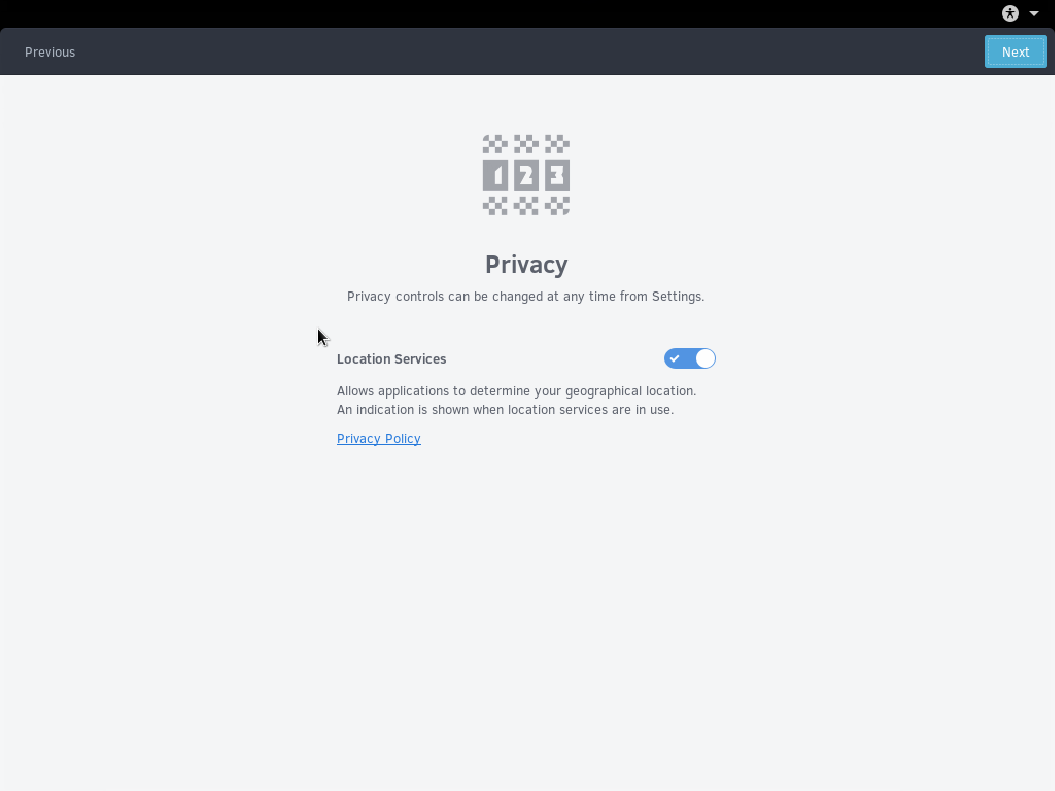 Previous
Next
1 2 3
Privacy
Privacy controls can be changed at any time from Settings.
Location Services
Allows applications to determine your geographical location.
An indication is shown when location services are in use.
Privacy Policy